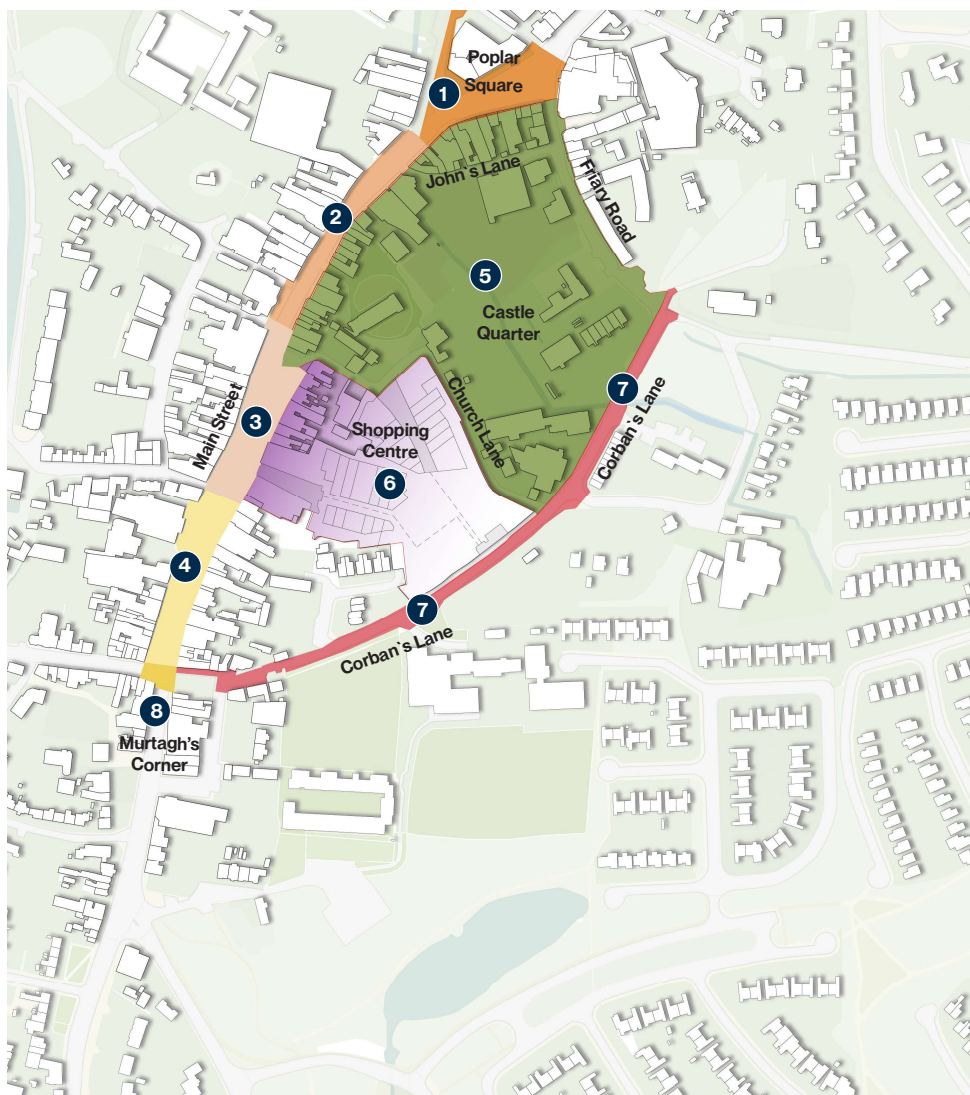 Poplar
Square
1
John`s Lane
Friary Road
2
5
Castle
Quarter
7
Corban`s Lane
Main Street
3
Church Lane
Shopping
Centre
6
4
7
Corban`s Lane
8
Murtagh's
Corner